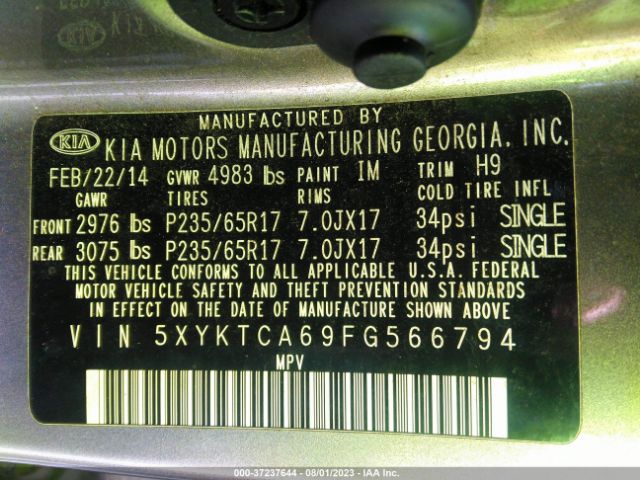 MANUFACTURED BY
KIA KIA MOTORS MANUFACTURING GEORGIA, INC.
FEB/22/14 GVWR 4983 lbs PAINT IM TRIM H9
GAWR TIRES RIMS COLD TIRE INFL
FRONT 2976 lbs P235/65R17 7.0JX17 34psi SINGLE
REAR 3075 lbs P235/65R17 7.0JX17 34psi SINGLE
THIS VEHICLE CONFORMS TO ALL APPLICABLE U.S.A. FEDERAL
MOTOR VEHICLE SAFETY AND THEFT PREVENTION STANDARDS
IN EFFECT ON THE DATE OF MANUFACTURE SHOWN ABOVE.
VIN 5XYKTCA69FG566794
MPV
000-37237644 - 08/01/2023 - IAA Inc.